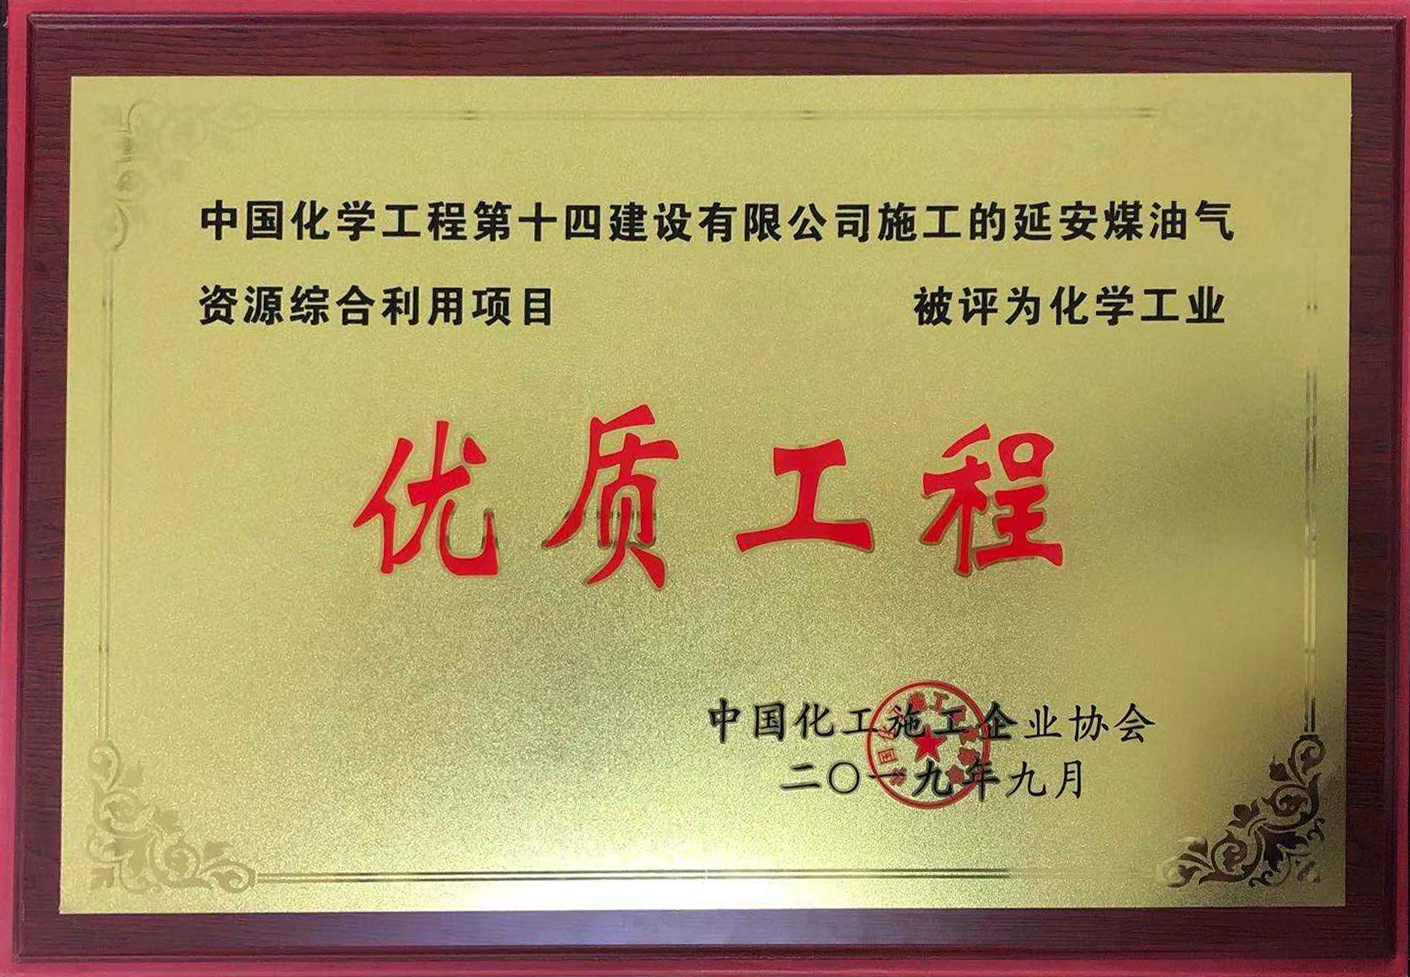 中国化学工程第十四建设有限公司施工的延安煤油气
资源综合利用项目 被评为化学工业
优质工程
中国化工施工企业协会
二〇一九年九月